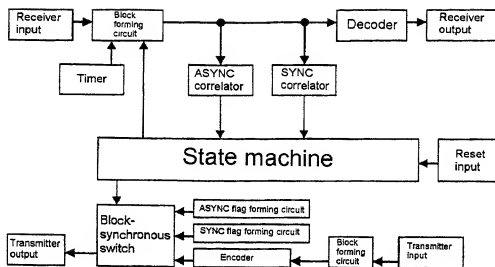 Receiver
input
Block
forming
circuit
Decoder
Receiver
output
Timer
ASYNC
correlator
SYNC
correlator
State machine
Reset
input
Block-
synchronous
switch
ASYNC flag forming circuit
SYNC flag forming circuit
Encoder
Block
forming
circuit
Transmitter
input
Transmitter
output